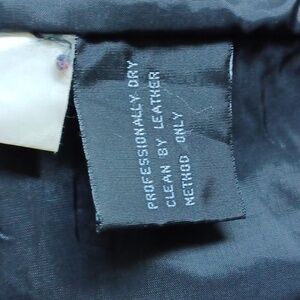 PROFESSIONALLY DRY
CLEAN BY LEATHER
METHOD ONLY